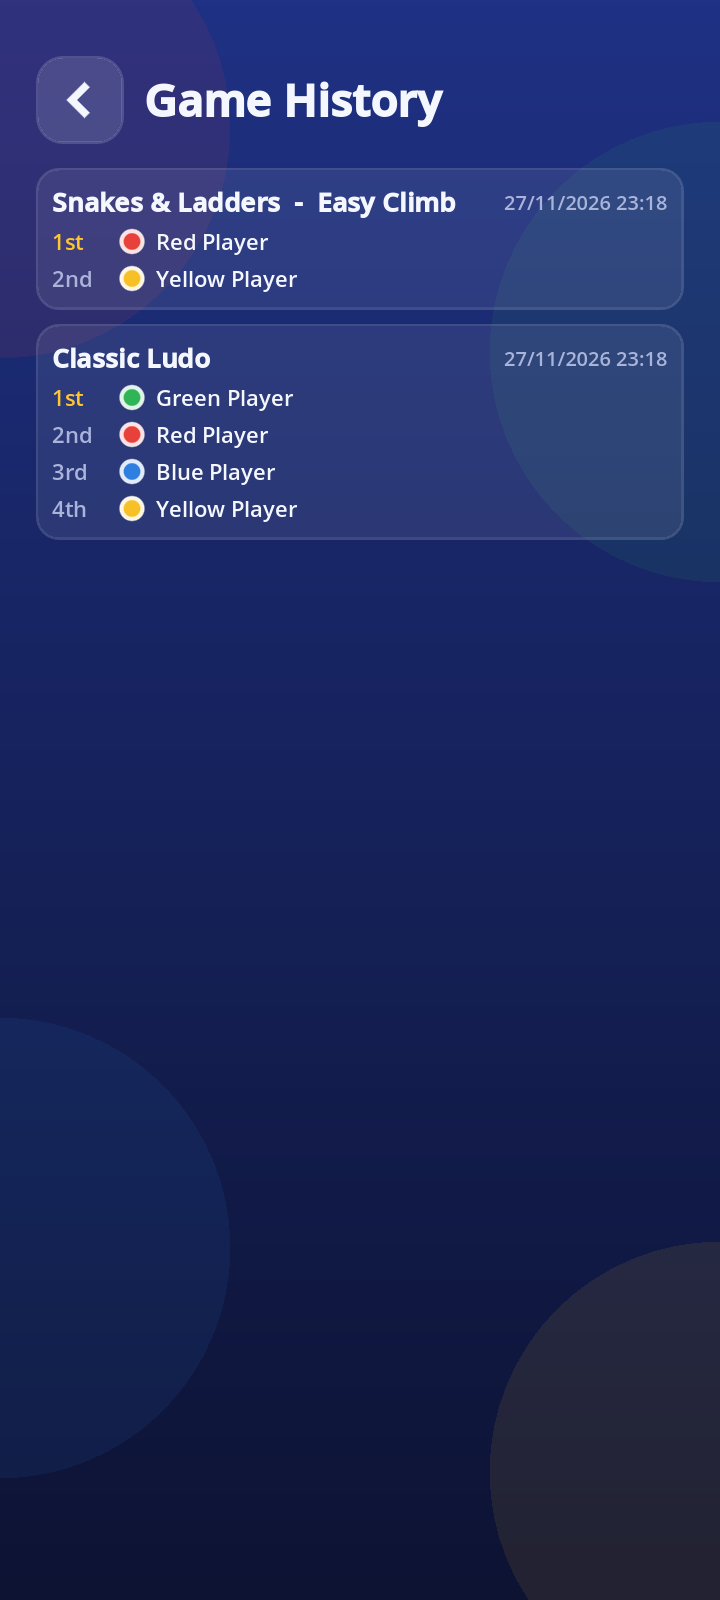 Game History
Snakes & Ladders - Easy Climb 27/11/2026 23:18
1st Red Player
2nd Yellow Player
Classic Ludo 27/11/2026 23:18
1st Green Player
2nd Red Player
3rd Blue Player
4th Yellow Player